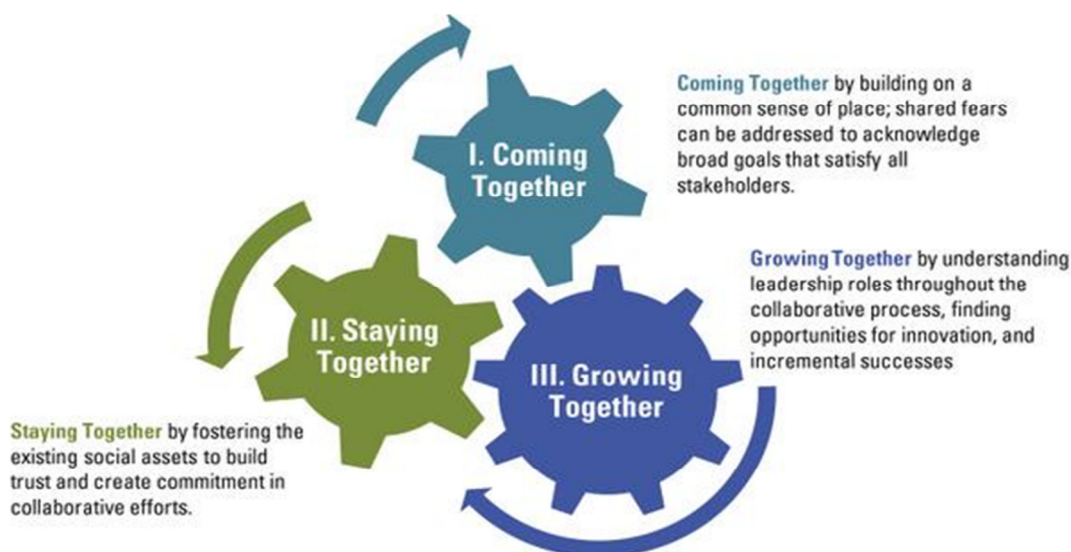 I. Coming
Together
Coming Together by building on a
common sense of place; shared fears
can be addressed to acknowledge
broad goals that satisfy all
stakeholders.
II. Staying
Together
Staying Together by fostering the
existing social assets to build
trust and create commitment in
collaborative efforts.
III. Growing
Together
Growing Together by understanding
leadership roles throughout the
collaborative process, finding
opportunities for innovation, and
incremental successes